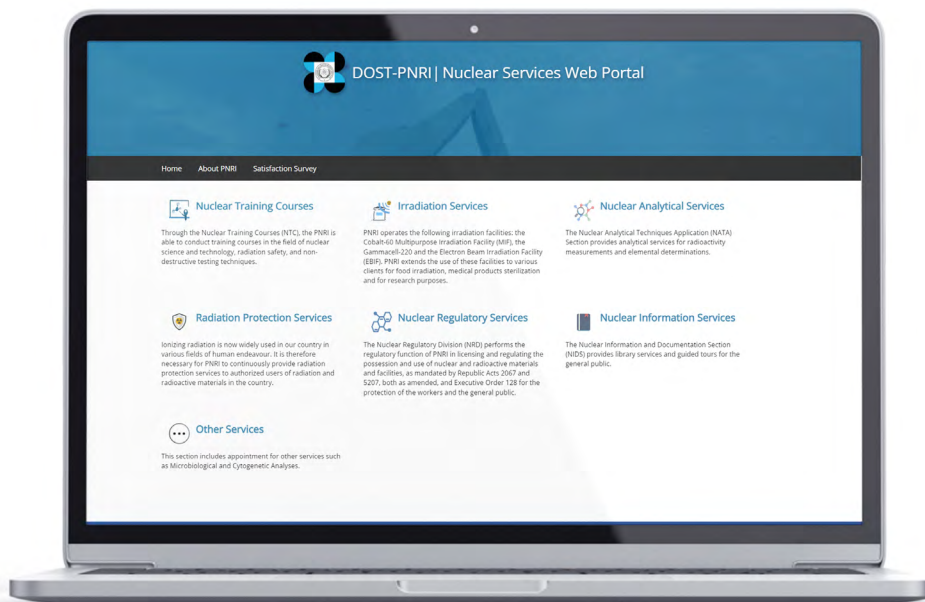 DOST-PNRI| Nuclear Services Web Portal
Home About PNRI Satisfaction Survey
Nuclear Training Courses
Through the Nuclear Training Courses (NTC), the PNRI is
able to conduct training courses in the field of nuclear
science and technology, radiation safety, and non-
destructive testing techniques.
Irradiation Services
PNRI operates the following irradiation facilities: the
Cobalt-60 Multipurpose Irradiation Facility (MIF), the
Gammacell-220 and the Electron Beam Irradiation Facility
(EBIF). PNRI extends the use of these facilities to various
clients for food irradiation, medical products sterilization
and for research purposes.
Nuclear Analytical Services
The Nuclear Analytical Techniques Application (NATA)
Section provides analytical services for radioactivity
measurements and elemental determinations.
Radiation Protection Services
Ionizing radiation is now widely used in our country in
various fields of human endeavour. It is therefore
necessary for PNRI to continuously provide radiation
protection services to authorized users of radiation and
radioactive materials in the country.
Nuclear Regulatory Services
The Nuclear Regulatory Division (NRD) performs the
regulatory function of PNRI in licensing and regulating the
possession and use of nuclear and radioactive materials
and facilities, as mandated by Republic Acts 2067 and
5207, both as amended, and Executive Order 128 for the
protection of the workers and the general public.
Nuclear Information Services
The Nuclear Information and Documentation Section
(NIDS) provides library services and guided tours for the
general public.
Other Services
This section includes appointment for other services such
as Microbiological and Cytogenetic Analyses.